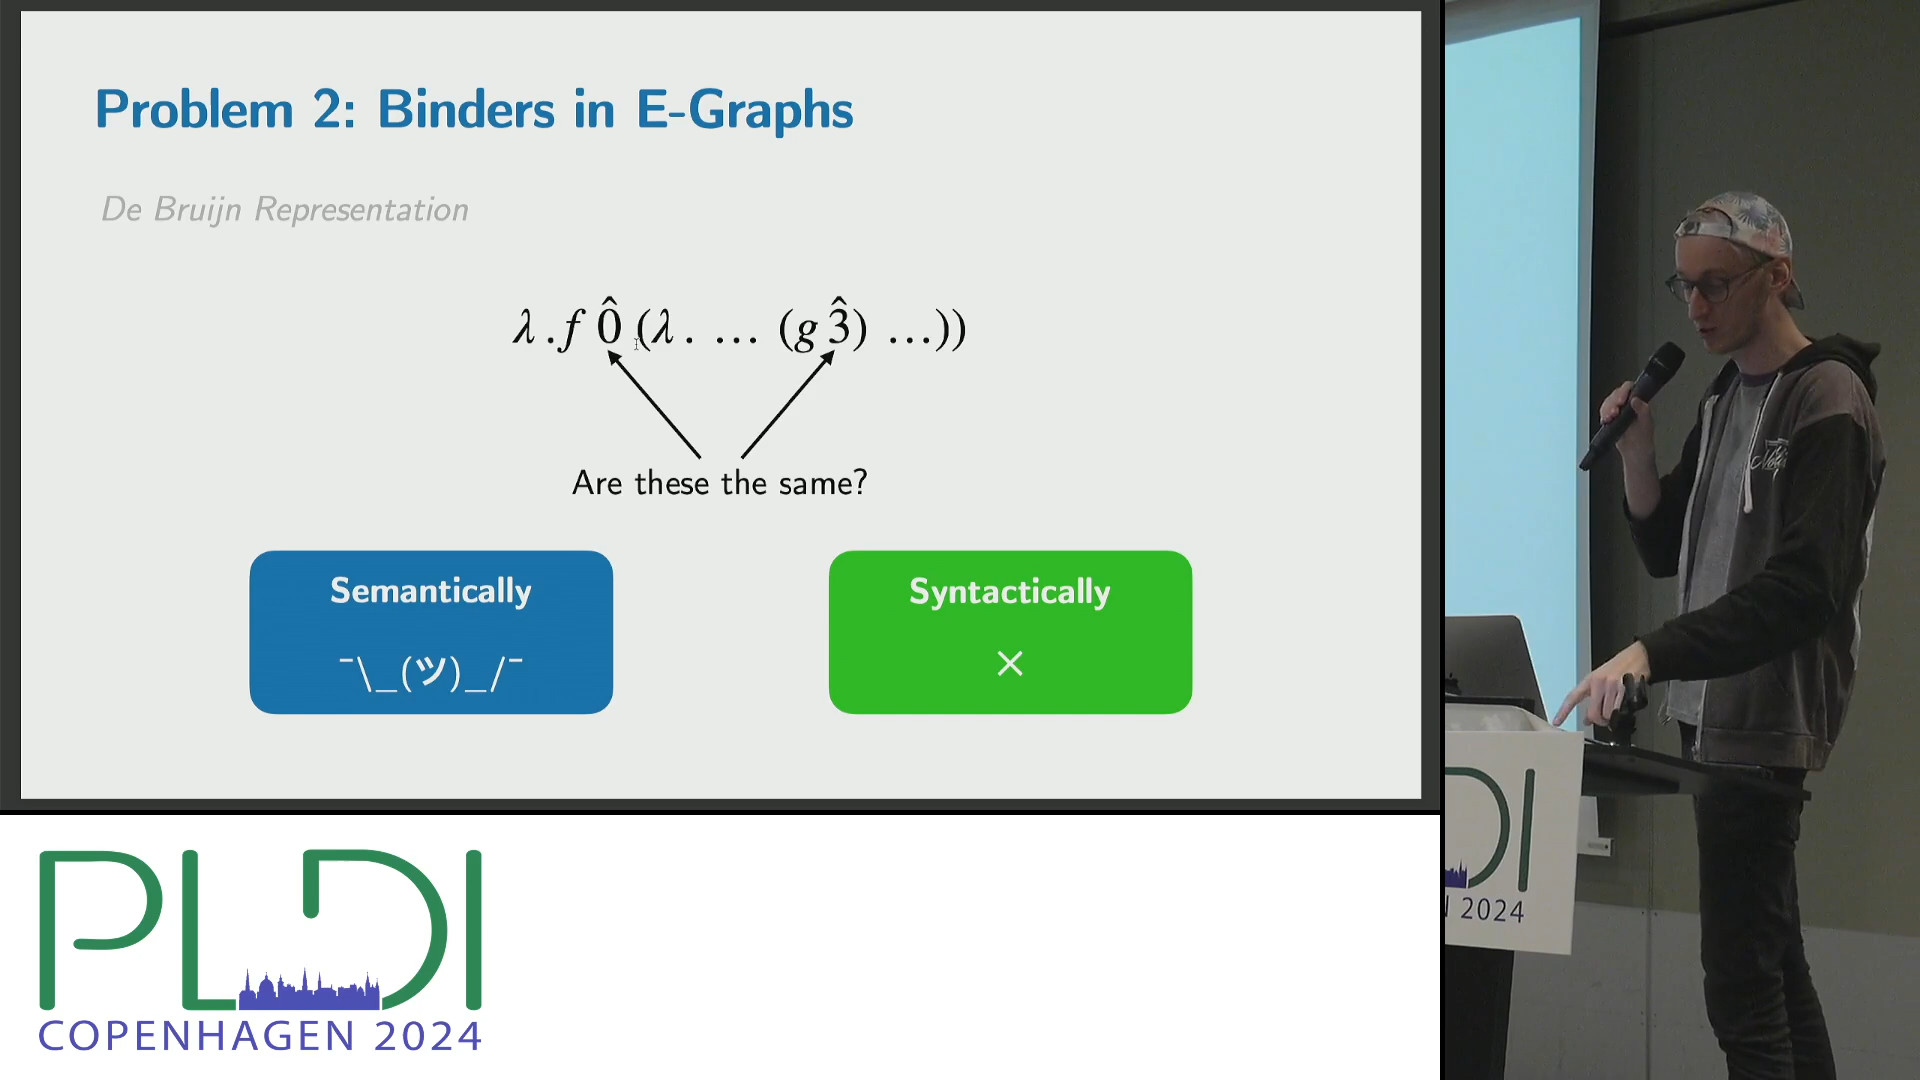 Problem 2: Binders in E-Graphs
De Bruijn Representation
λ .f 0̂ (λ . … (g 3̂) …))
Are these the same?
Semantically
¯\_(ツ)_/¯
Syntactically
×
PLDI
COPENHAGEN 2024
DI
N 2024